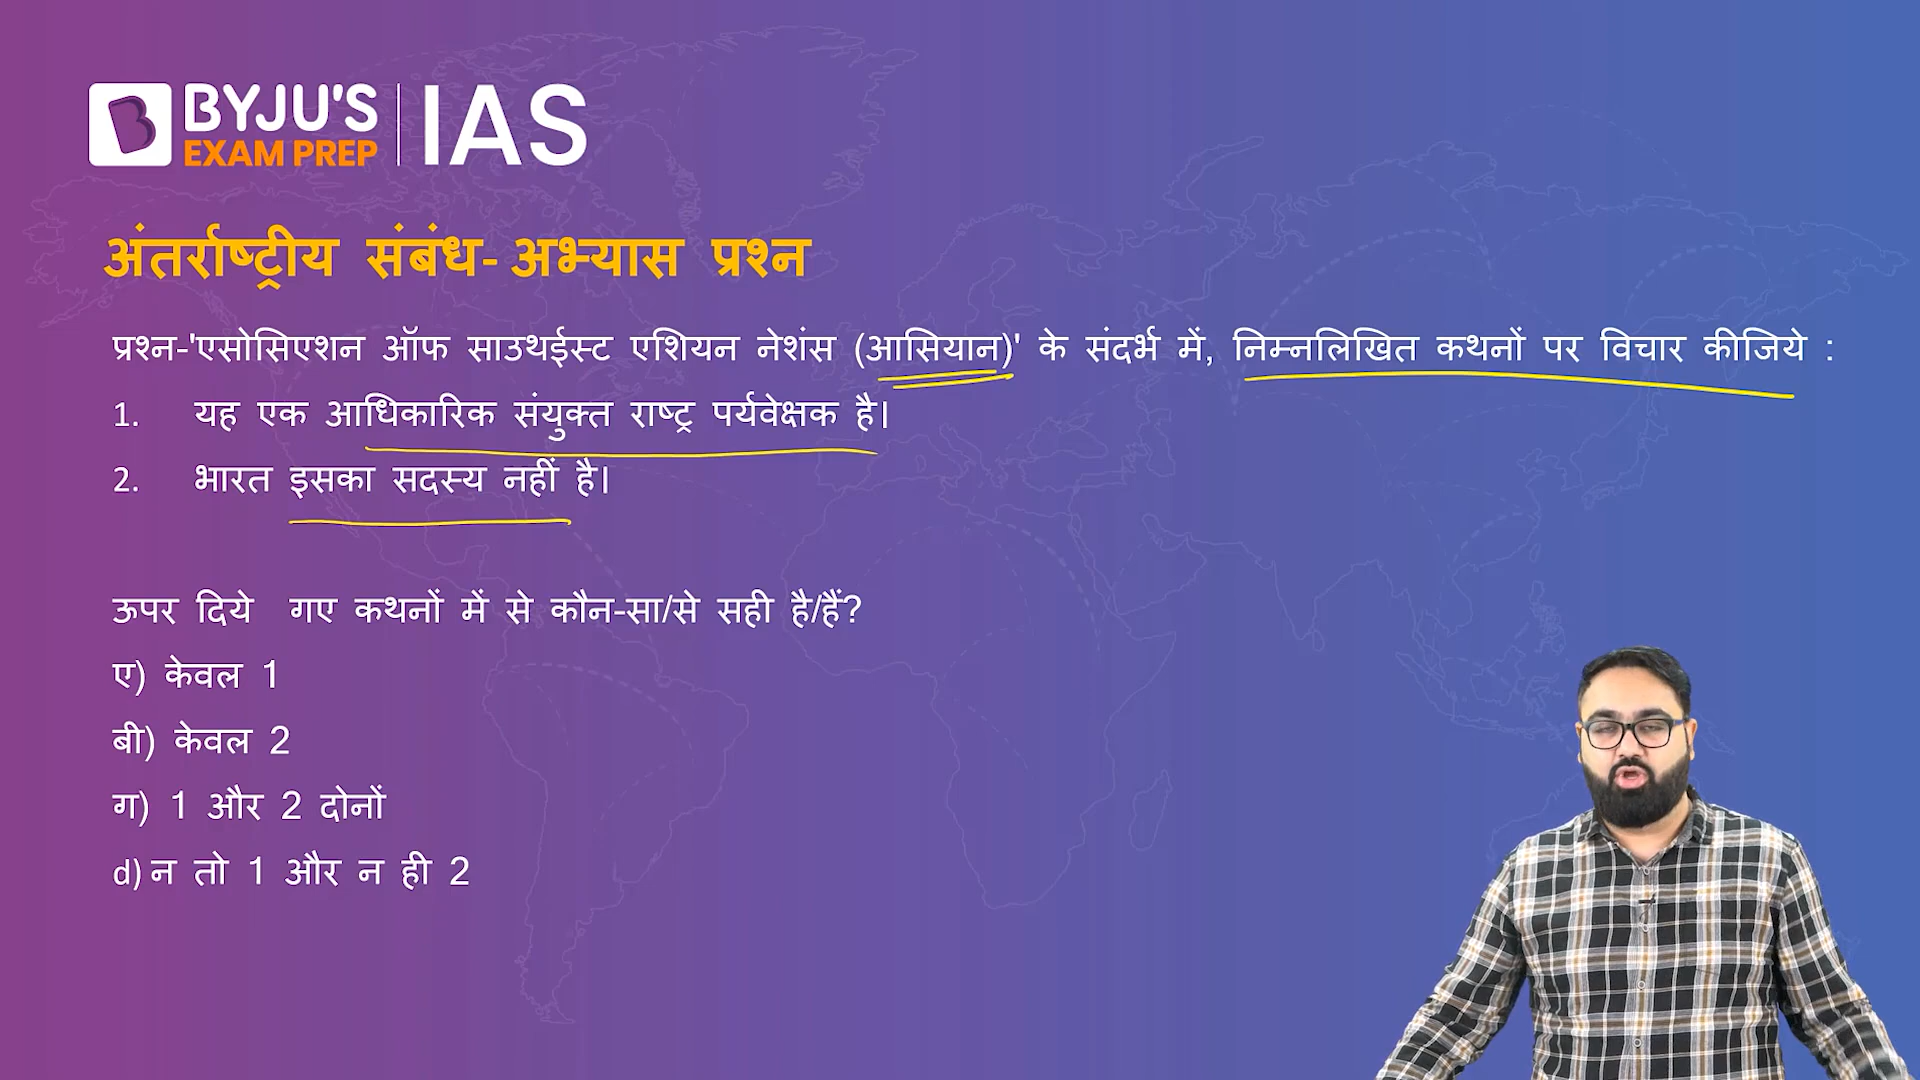 BYJU'S
EXAM PREP
IAS
अंतर्राष्ट्रीय संबंध- अभ्यास प्रश्न
प्रश्न-'एसोसिएशन ऑफ साउथईस्ट एशियन नेशंस (आसियान)' के संदर्भ में, निम्नलिखित कथनों पर विचार कीजिये :
1. यह एक आधिकारिक संयुक्त राष्ट्र पर्यवेक्षक है।
2. भारत इसका सदस्य नहीं है।
ऊपर दिये गए कथनों में से कौन-सा/से सही है/हैं?
ए) केवल 1
बी) केवल 2
ग) 1 और 2 दोनों
d) न तो 1 और न ही 2